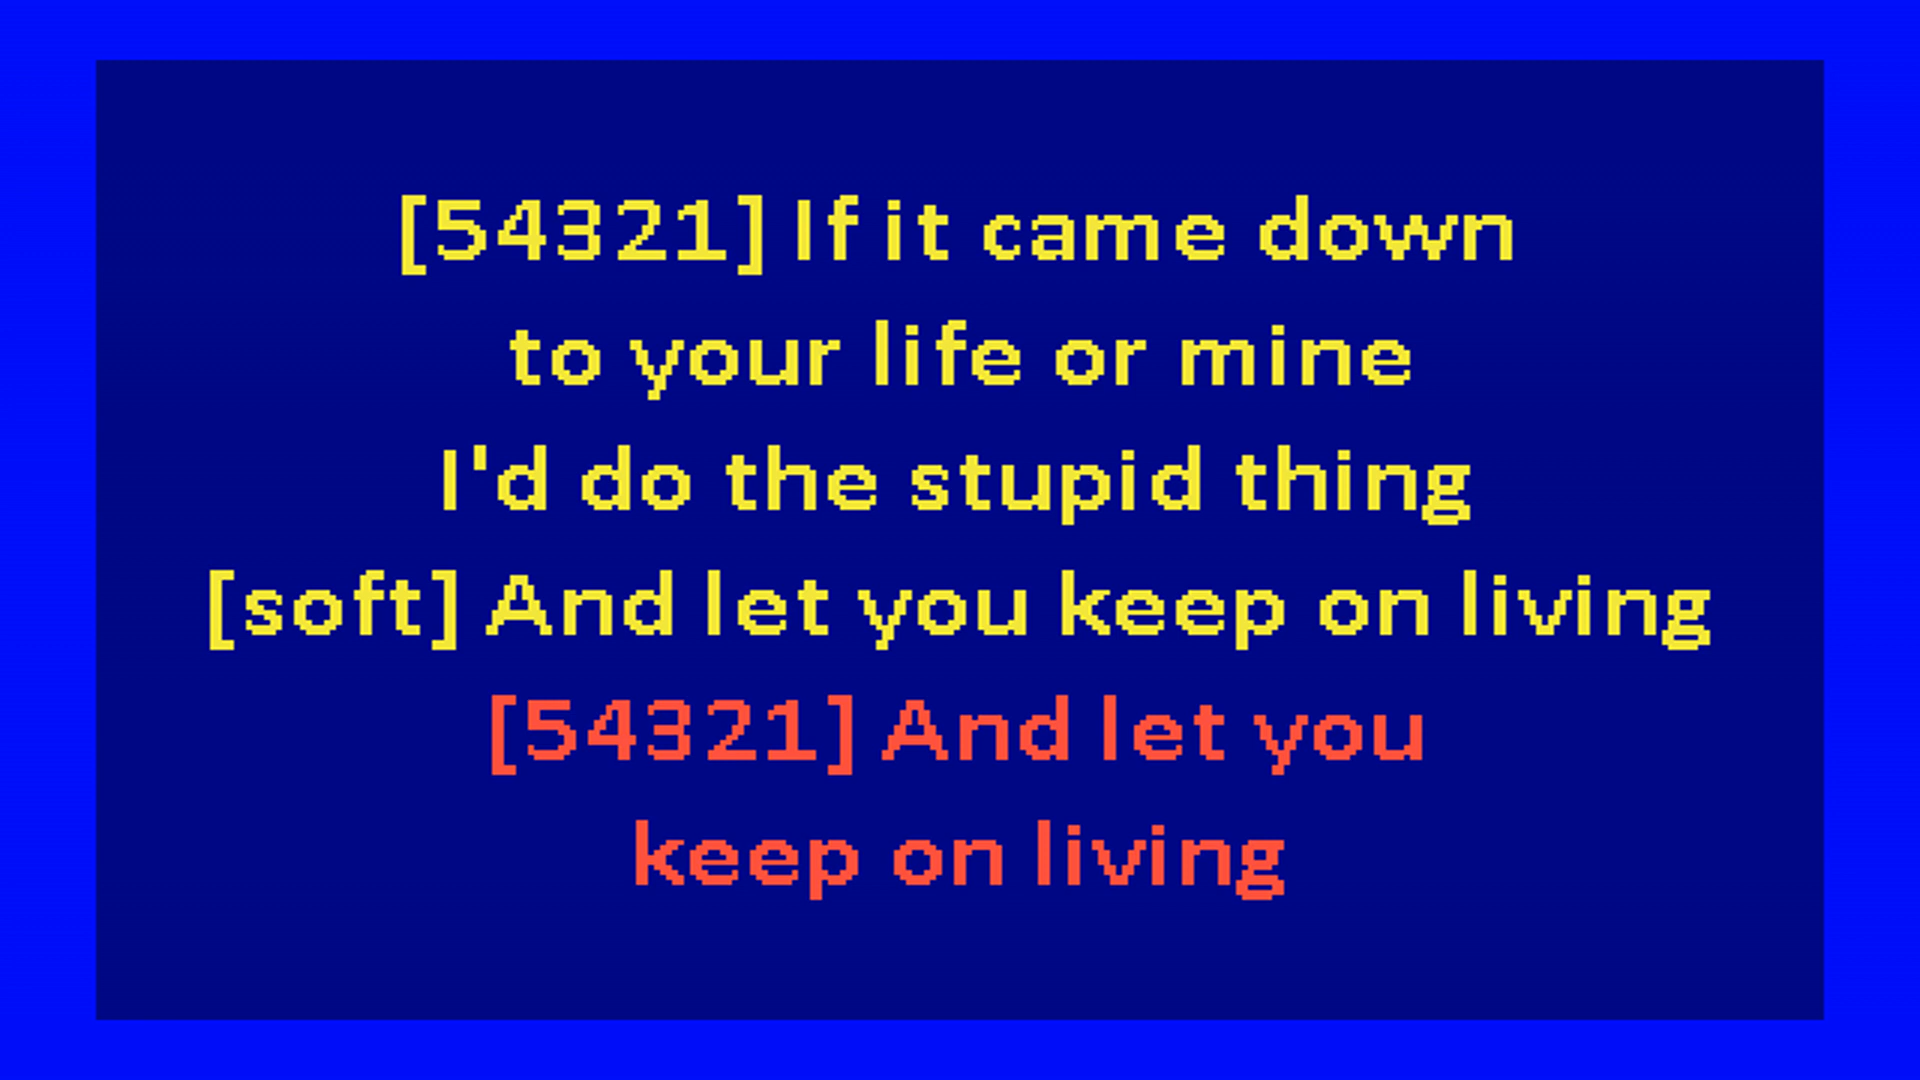 [54321] If it came down
to your life or mine
I'd do the stupid thing
[soft] And let you keep on living
[54321] And let you
keep on living